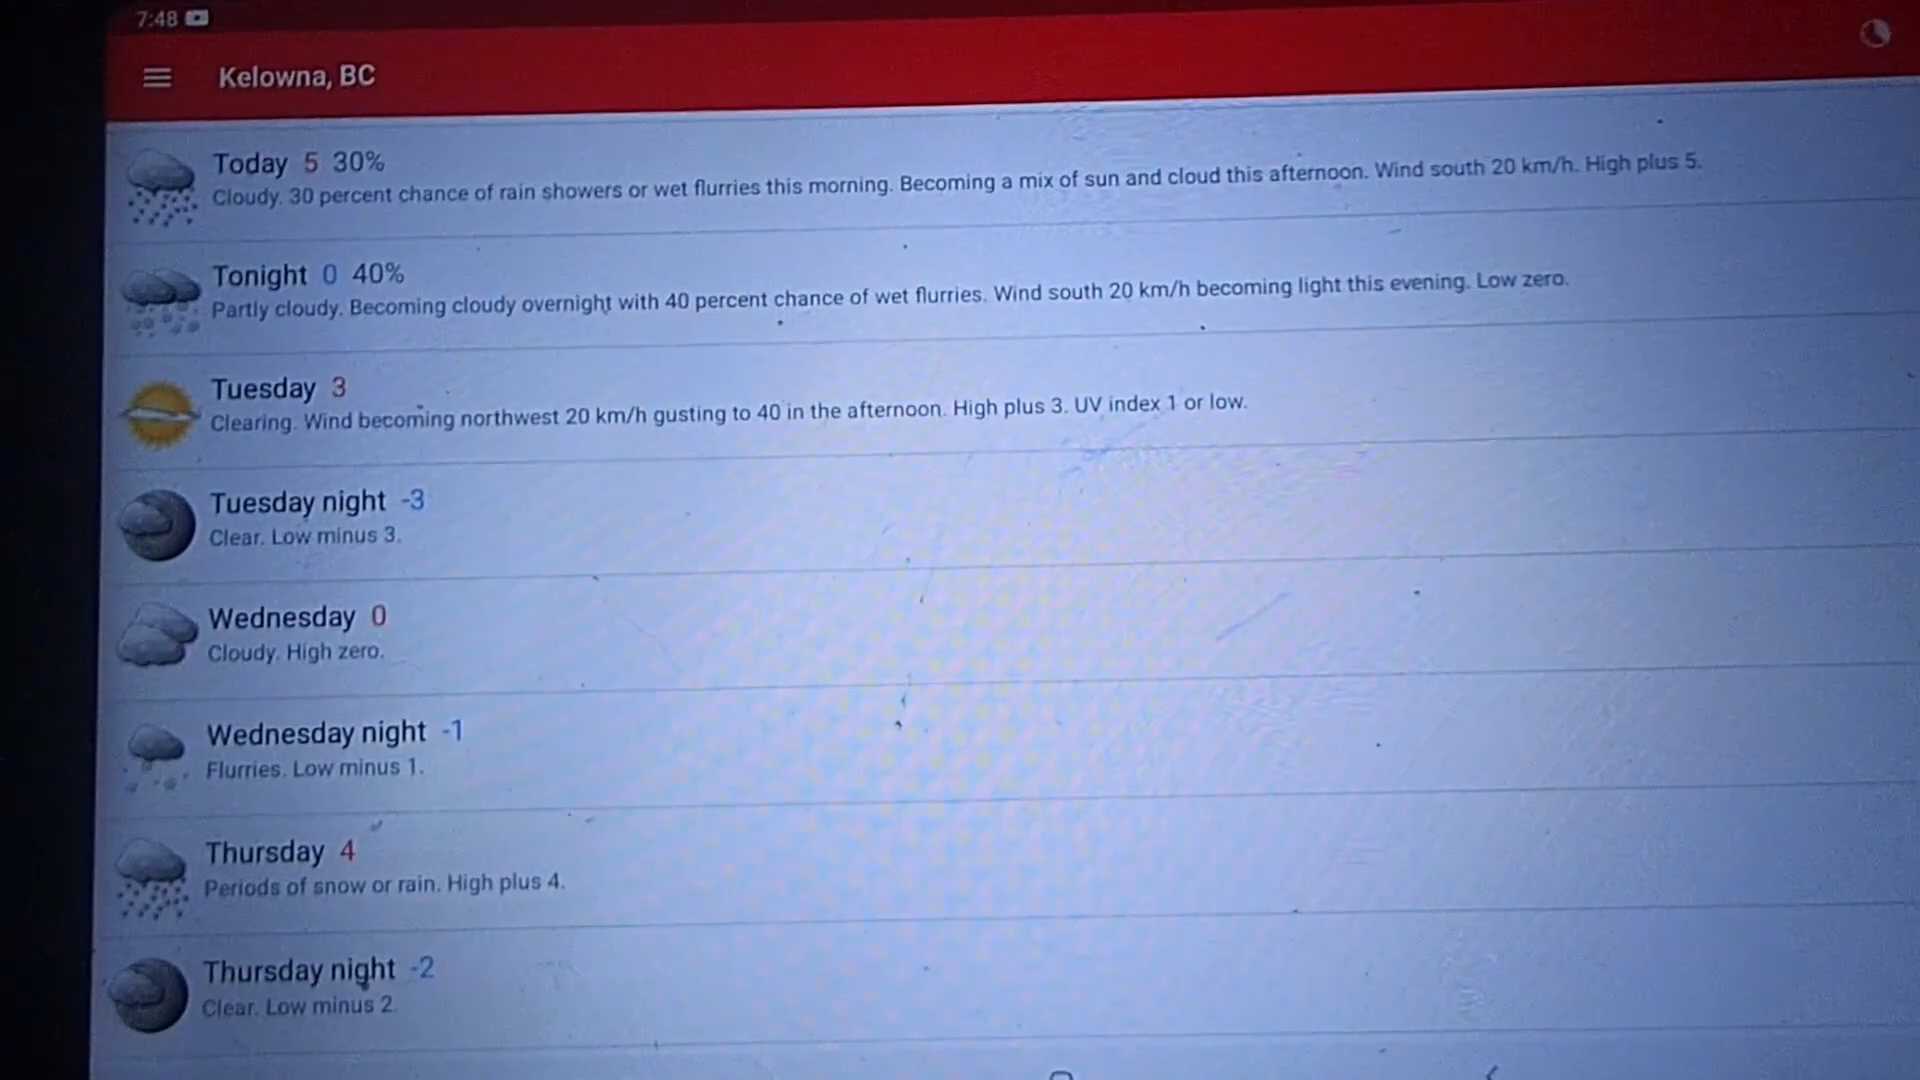 7:48
Kelowna, BC
Today 5 30%
Cloudy. 30 percent chance of rain showers or wet flurries this morning. Becoming a mix of sun and cloud this afternoon. Wind south 20 km/h. High plus 5.
Tonight 0 40%
Partly cloudy. Becoming cloudy overnight with 40 percent chance of wet flurries. Wind south 20 km/h becoming light this evening. Low zero.
Tuesday 3
Clearing. Wind becoming northwest 20 km/h gusting to 40 in the afternoon. High plus 3. UV index 1 or low.
Tuesday night -3
Clear. Low minus 3.
Wednesday 0
Cloudy. High zero.
Wednesday night -1
Flurries. Low minus 1.
Thursday 4
Periods of snow or rain. High plus 4.
Thursday night -2
Clear. Low minus 2.